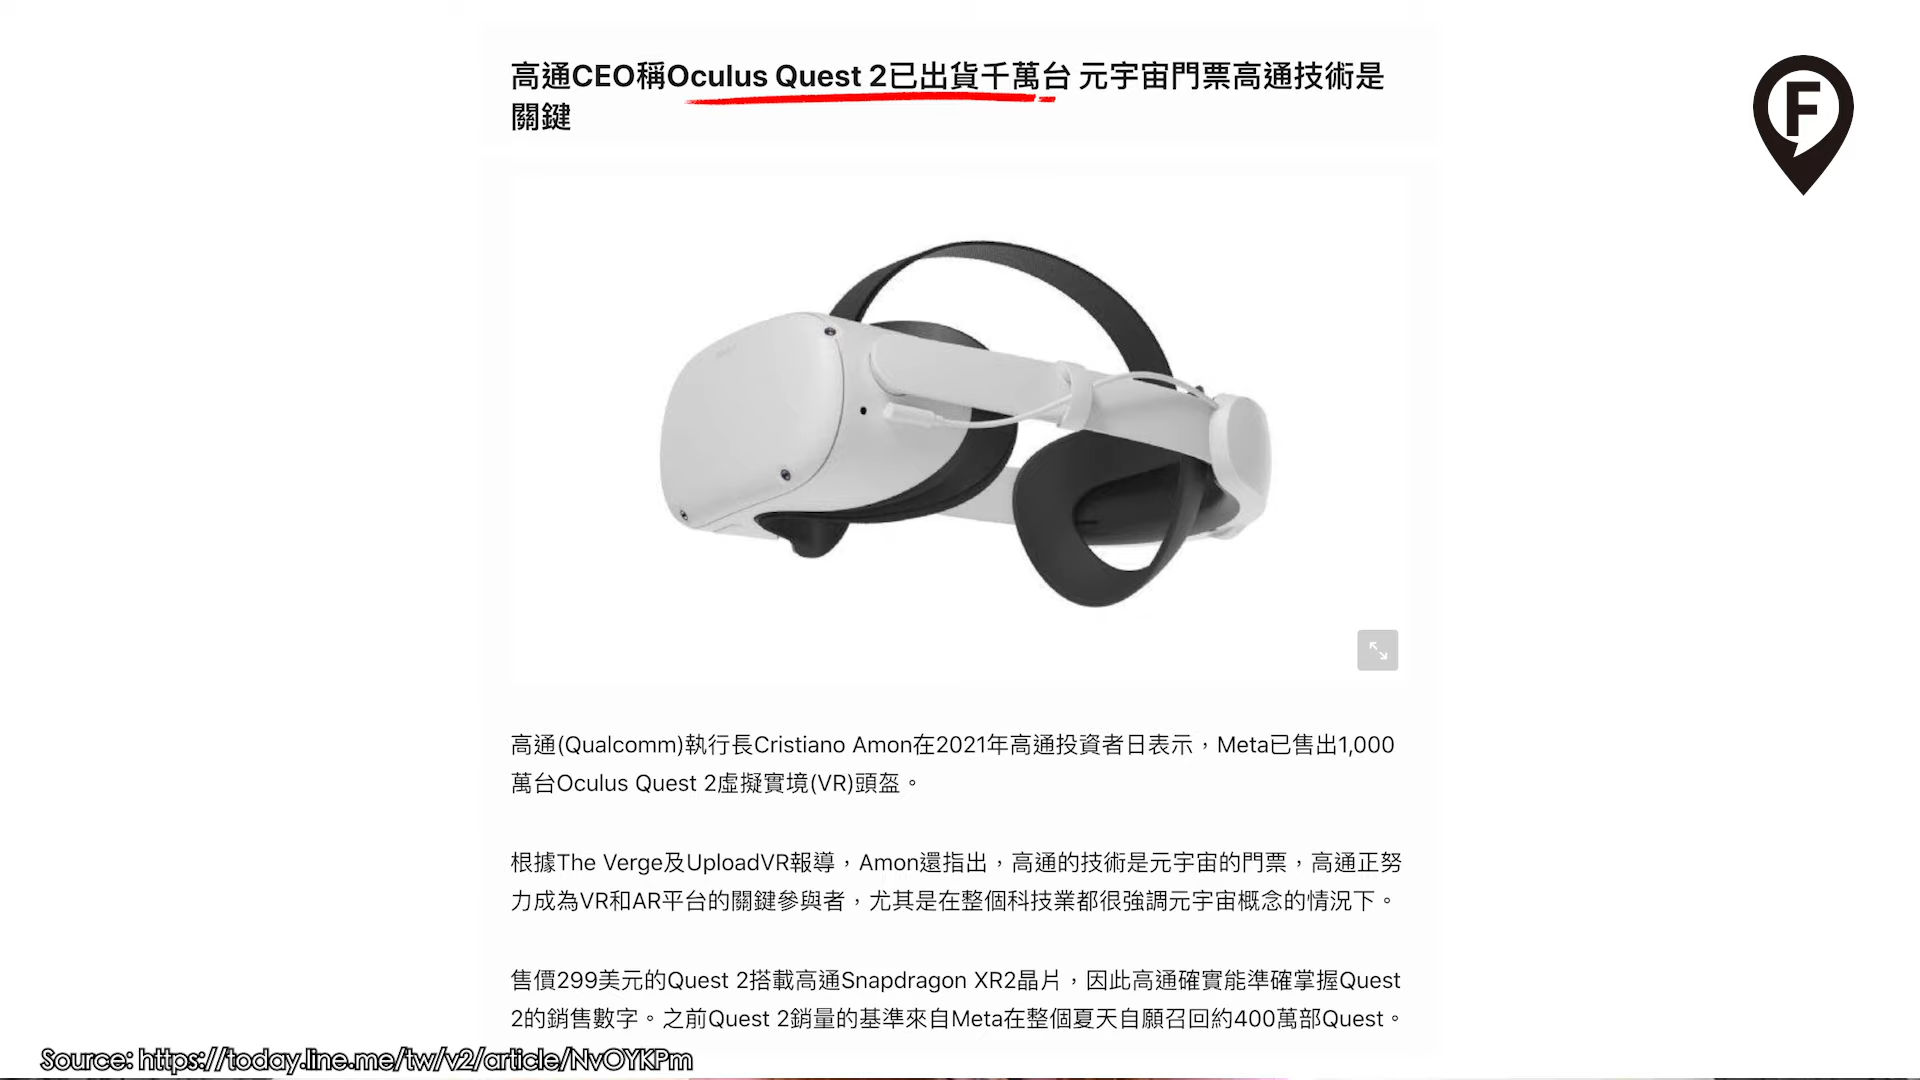 高通CEO稱Oculus Quest 2已出貨千萬台 元宇宙門票高通技術是
關鍵
F
高通(Qualcomm)執行長Cristiano Amon在2021年高通投資者日表示，Meta已售出1,000
萬台Oculus Quest 2虛擬實境(VR)頭盔。
根據The Verge及UploadVR報導，Amon還指出，高通的技術是元宇宙的門票，高通正努
力成為VR和AR平台的關鍵參與者，尤其是在整個科技業都很強調元宇宙概念的情況下。
售價299美元的Quest 2搭載高通Snapdragon XR2晶片，因此高通確實能準確掌握Quest
2的銷售數字。之前Quest 2銷量的基準來自Meta在整個夏天自願召回約400萬部Quest。
Source: https://today.line.me/tw/v2/article/NvOYKPm